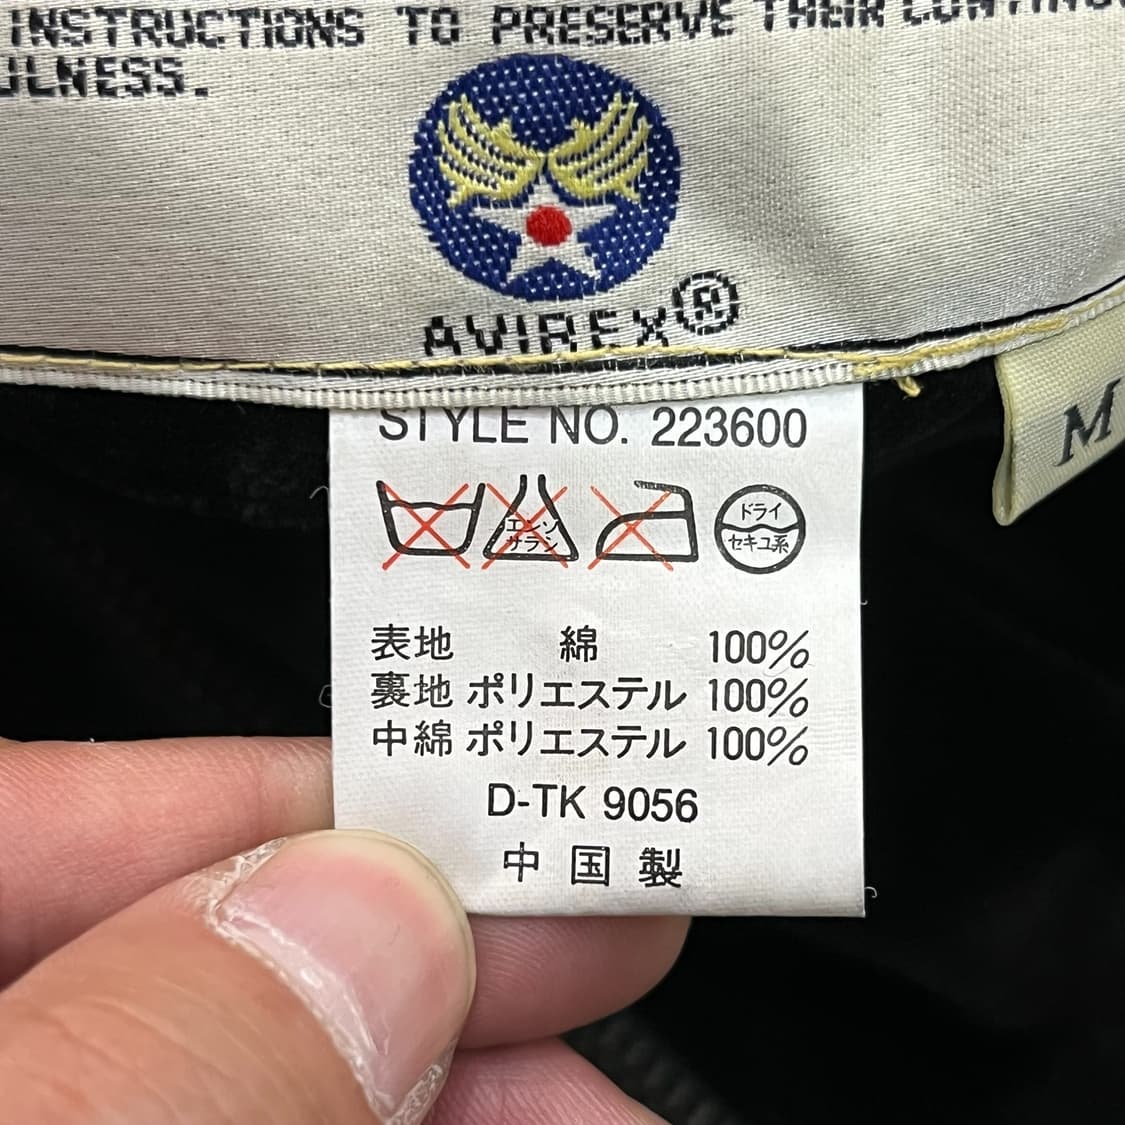 INSTRUCTIONS TO PRESERVE THEIR
ULNESS.
AVIREX®
M
STYLE NO. 223600
エンソ
サラシ
ドライ
セキユ系
表地 綿 100%
裏地 ポリエステル 100%
中綿 ポリエステル 100%
D-TK 9056
中国製